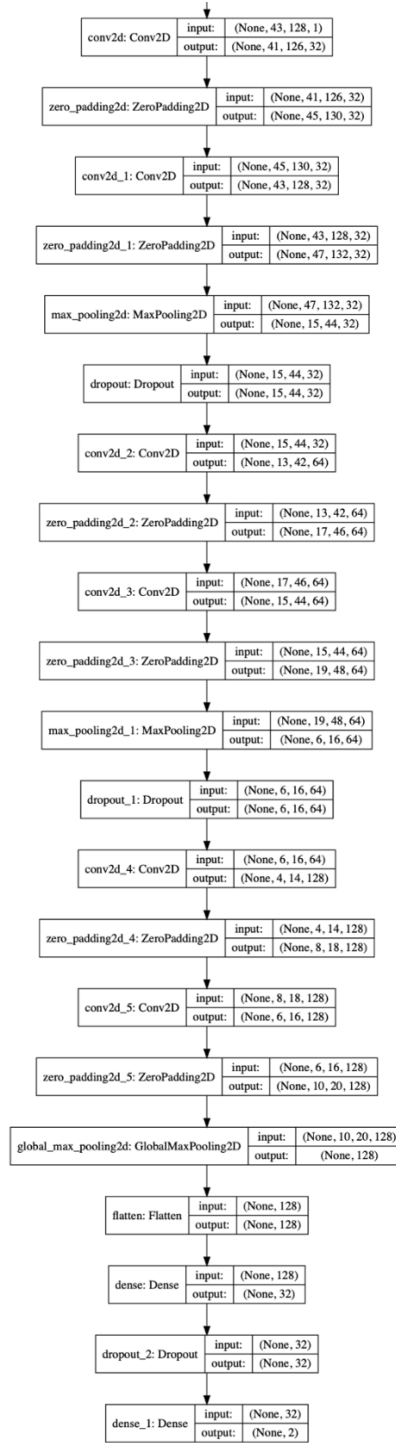 conv2d: Conv2D input: (None, 43, 128, 1)
output: (None, 41, 126, 32)
zero_padding2d: ZeroPadding2D input: (None, 41, 126, 32)
output: (None, 45, 130, 32)
conv2d_1: Conv2D input: (None, 45, 130, 32)
output: (None, 43, 128, 32)
zero_padding2d_1: ZeroPadding2D input: (None, 43, 128, 32)
output: (None, 47, 132, 32)
max_pooling2d: MaxPooling2D input: (None, 47, 132, 32)
output: (None, 15, 44, 32)
dropout: Dropout input: (None, 15, 44, 32)
output: (None, 15, 44, 32)
conv2d_2: Conv2D input: (None, 15, 44, 32)
output: (None, 13, 42, 64)
zero_padding2d_2: ZeroPadding2D input: (None, 13, 42, 64)
output: (None, 17, 46, 64)
conv2d_3: Conv2D input: (None, 17, 46, 64)
output: (None, 15, 44, 64)
zero_padding2d_3: ZeroPadding2D input: (None, 15, 44, 64)
output: (None, 19, 48, 64)
max_pooling2d_1: MaxPooling2D input: (None, 19, 48, 64)
output: (None, 6, 16, 64)
dropout_1: Dropout input: (None, 6, 16, 64)
output: (None, 6, 16, 64)
conv2d_4: Conv2D input: (None, 6, 16, 64)
output: (None, 4, 14, 128)
zero_padding2d_4: ZeroPadding2D input: (None, 4, 14, 128)
output: (None, 8, 18, 128)
conv2d_5: Conv2D input: (None, 8, 18, 128)
output: (None, 6, 16, 128)
zero_padding2d_5: ZeroPadding2D input: (None, 6, 16, 128)
output: (None, 10, 20, 128)
global_max_pooling2d: GlobalMaxPooling2D input: (None, 10, 20, 128)
output: (None, 128)
flatten: Flatten input: (None, 128)
output: (None, 128)
dense: Dense input: (None, 128)
output: (None, 32)
dropout_2: Dropout input: (None, 32)
output: (None, 32)
dense_1: Dense input: (None, 32)
output: (None, 2)